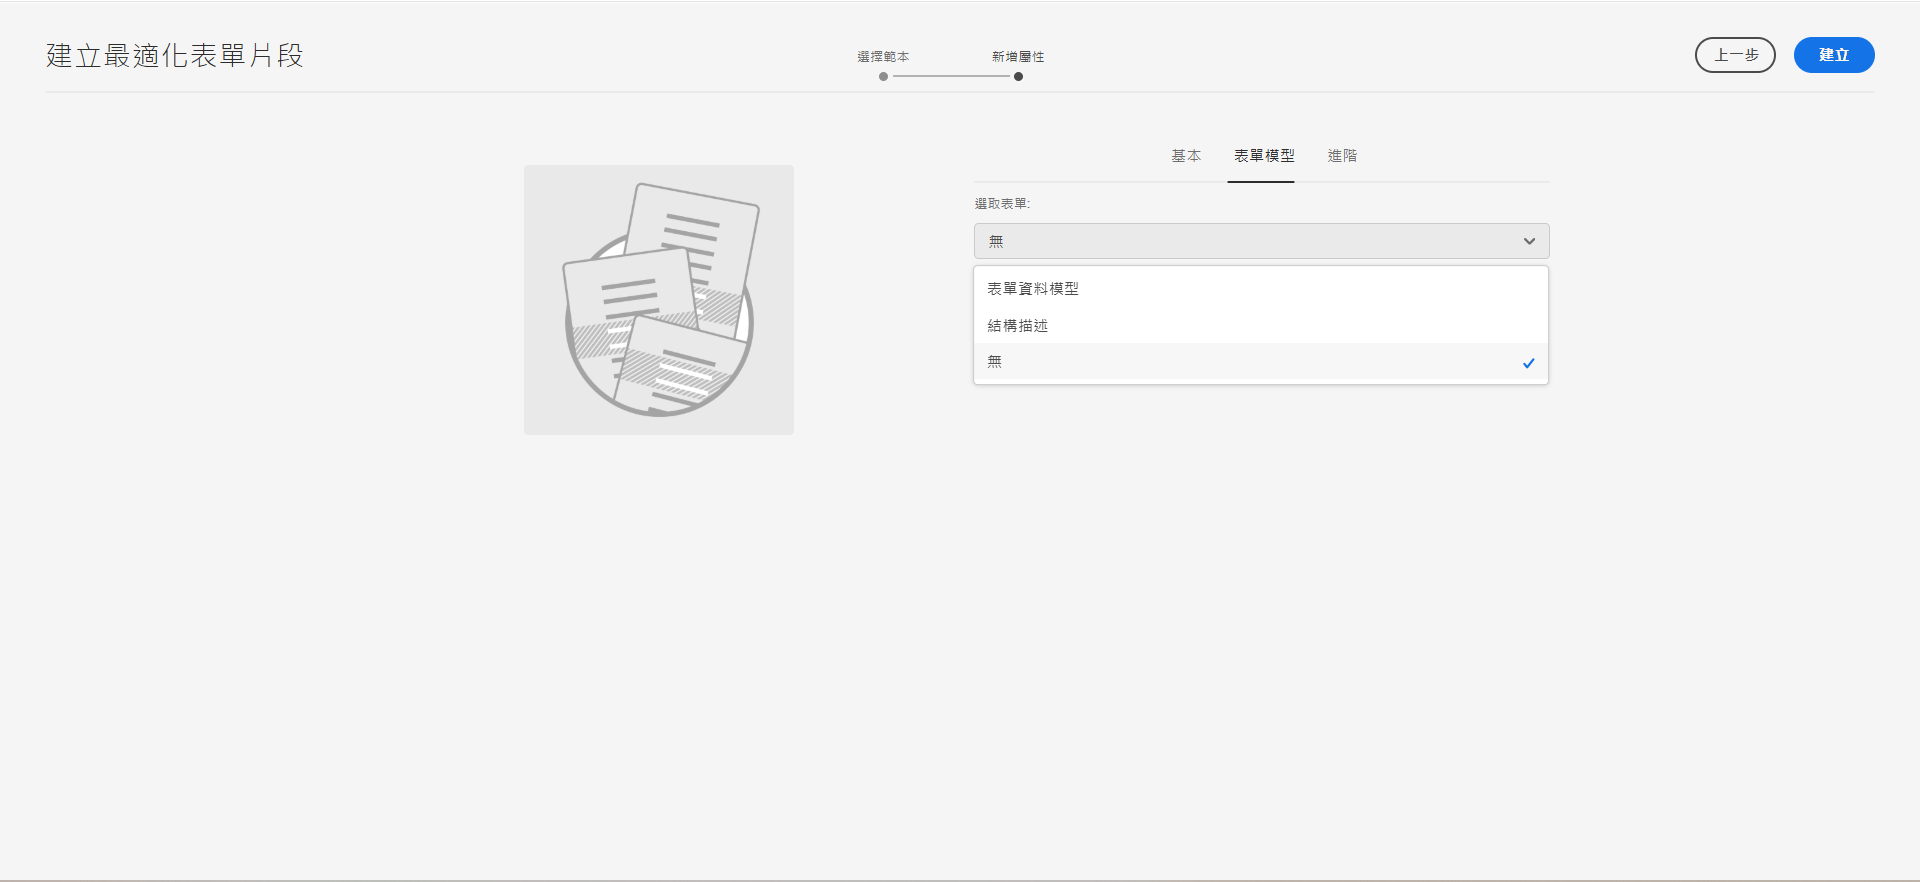 建立最適化表單片段
選擇範本
新增屬性
上一步
建立
基本
表單模型
進階
選取表單:
無
表單資料模型
結構描述
無